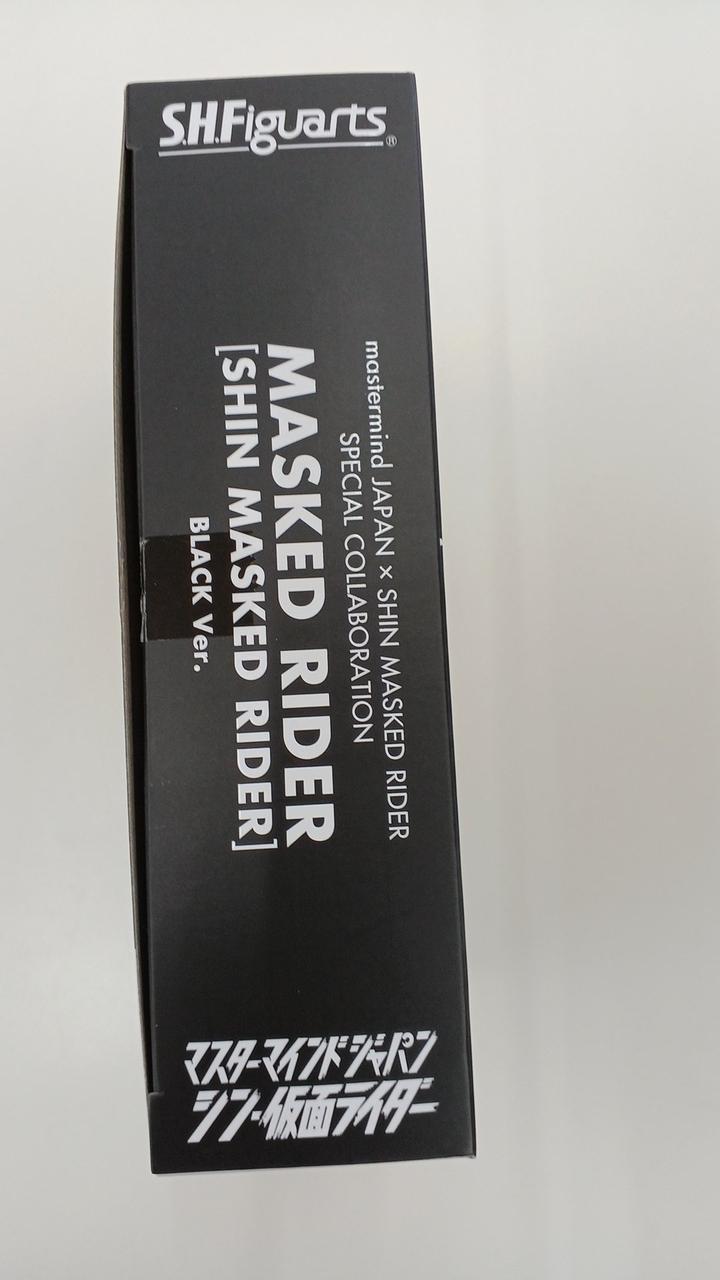 S.H.Figuarts®
mastermind JAPAN × SHIN MASKED RIDER
SPECIAL COLLABORATION
MASKED RIDER
[SHIN MASKED RIDER]
BLACK Ver.
マスターマインドジャパン
シン・仮面ライダー